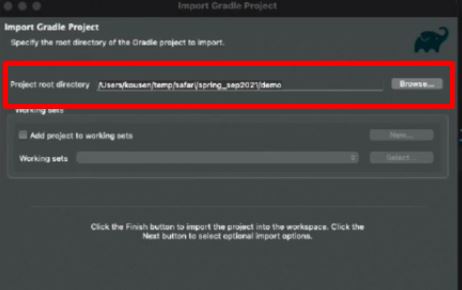 Import Gradle Project
Import Gradle Project
Specify the root directory of the Gradle project to import.
Project root directory /Users/kousen/temp/safari/spring_sep2021/demo Browse...
Working sets
Add project to working sets New...
Working sets Select...
Click the Finish button to import the project into the workspace. Click the
Next button to select optional import options.